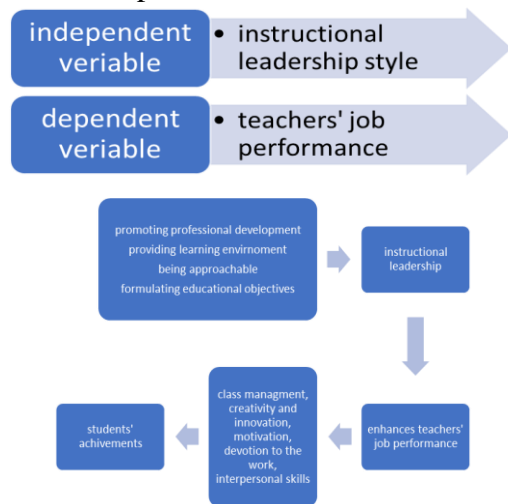 independent
veriable
• instructional
leadership style
dependent
veriable
• teachers' job
performance
promoting professional development
providing learning envirnoment
being approachable
formulating educational objectives
instructional
leadership
enhances teachers'
job performance
class managment,
creativity and
innovation,
motivation,
devotion to the
work,
interpersonal skills
students'
achivements